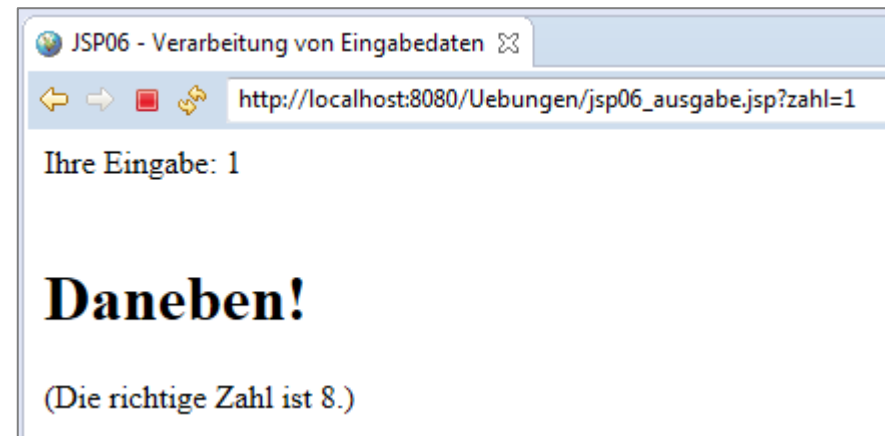 JSP06 - Verarbeitung von Eingabedaten
http://localhost:8080/Uebungen/jsp06_ausgabe.jsp?zahl=1
Ihre Eingabe: 1
Daneben!
(Die richtige Zahl ist 8.)